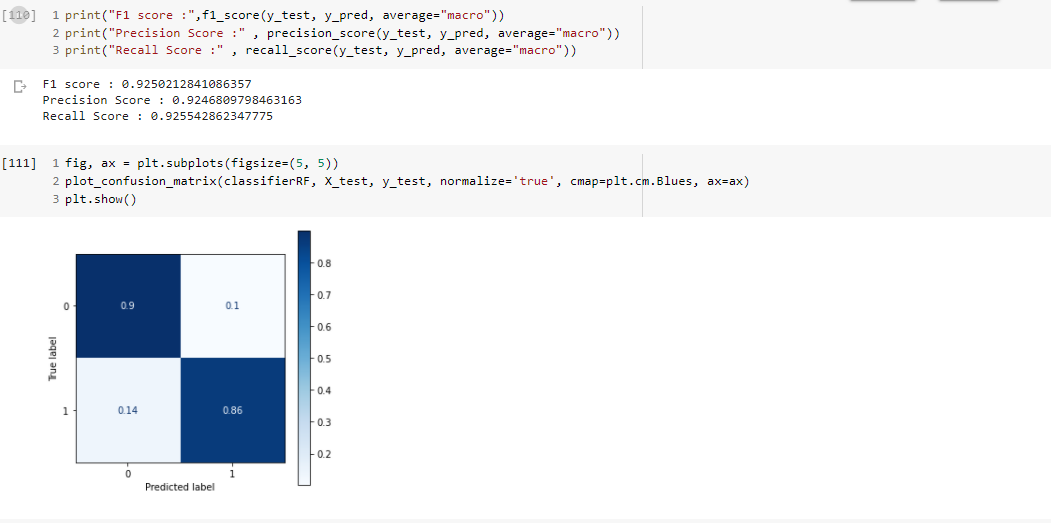 [110] 1 print("F1 score :",f1_score(y_test, y_pred, average="macro"))
2 print("Precision Score :" , precision_score(y_test, y_pred, average="macro"))
3 print("Recall Score :" , recall_score(y_test, y_pred, average="macro"))
F1 score : 0.9250212841086357
Precision Score : 0.9246809798463163
Recall Score : 0.925542862347775
[111] 1 fig, ax = plt.subplots(figsize=(5, 5))
2 plot_confusion_matrix(classifierRF, X_test, y_test, normalize='true', cmap=plt.cm.Blues, ax=ax)
3 plt.show()
0.8
0 0.9 0.1
0.7
0.6
True label
0.5
0.4
1 0.14 0.86
0.3
0.2
0 1
Predicted label